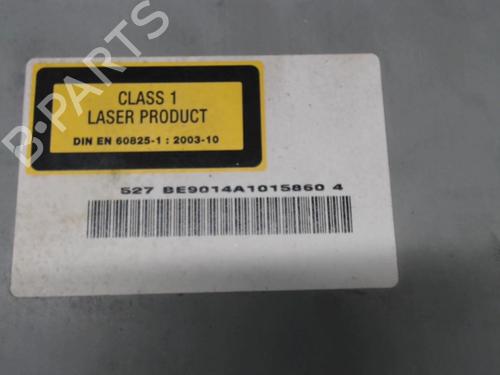 B-PARTS
CLASS 1
LASER PRODUCT
DIN EN 60825-1 : 2003-10
527 BE9014A1015860 4